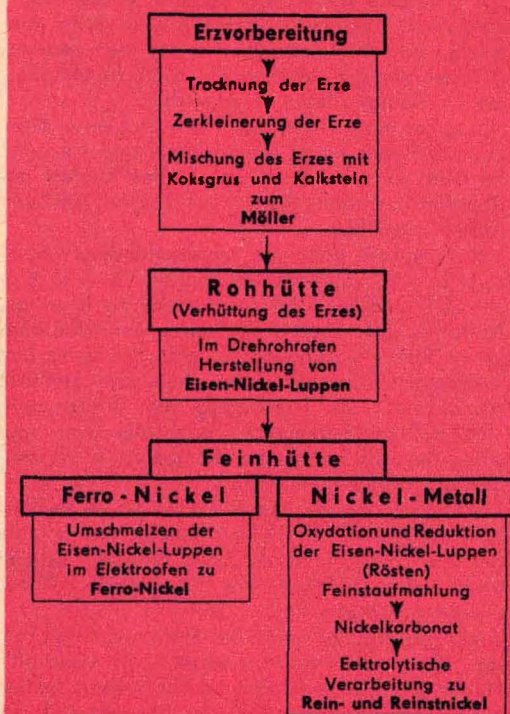 Erzvorbereitung
Trocknung der Erze
Zerkleinerung der Erze
Mischung des Erzes mit
Koksgrus und Kalkstein
zum
Möller
Rohhütte
(Verhüttung des Erzes)
Im Drehrohrofen
Herstellung von
Eisen-Nickel-Luppen
Feinhütte
Ferro-Nickel
Umschmelzen der
Eisen-Nickel-Luppen
im Elektroofen zu
Ferro-Nickel
Nickel-Metall
Oxydation und Reduktion
der Eisen-Nickel-Luppen
(Rösten)
Feinstaufmahlung
Nickelkarbonat
Eektrolytische
Verarbeitung zu
Rein- und Reinstnickel